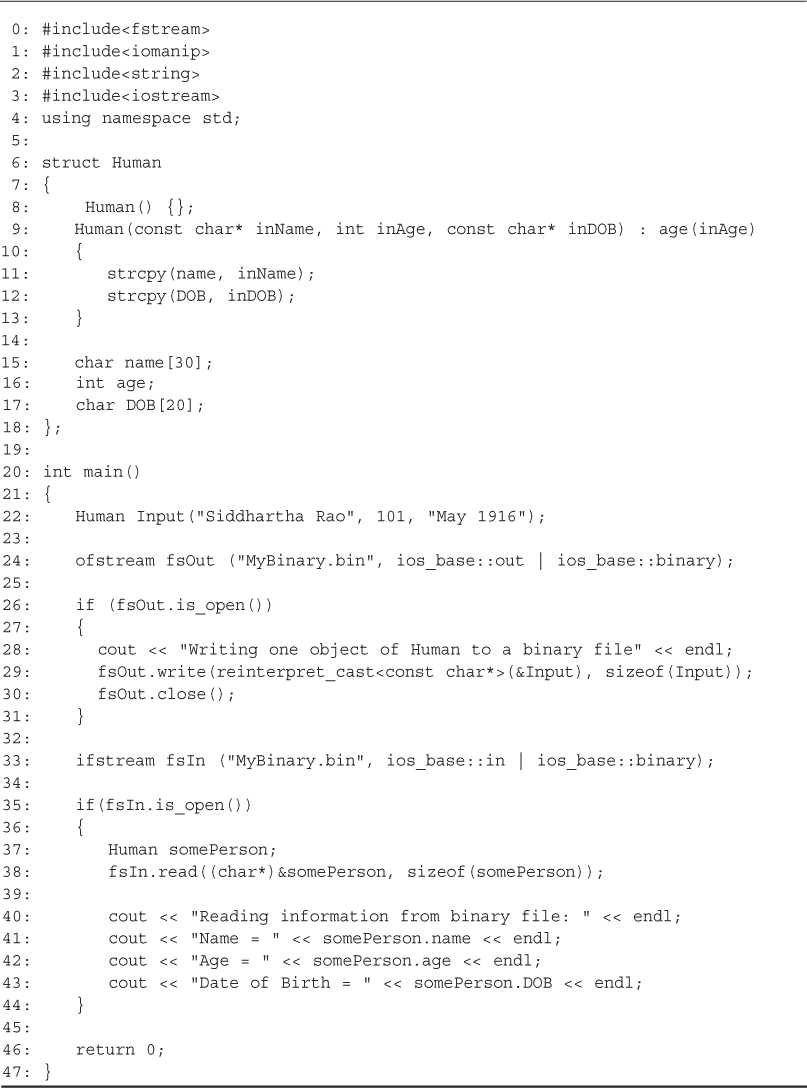 0: #include<fstream>
1: #include<iomanip>
2: #include<string>
3: #include<iostream>
4: using namespace std;
5:
6: struct Human
7: {
8:     Human() {};
9:    Human(const char* inName, int inAge, const char* inDOB) : age(inAge)
10:    {
11:       strcpy(name, inName);
12:       strcpy(DOB, inDOB);
13:    }
14:
15:    char name[30];
16:    int age;
17:    char DOB[20];
18: };
19:
20: int main()
21: {
22:    Human Input("Siddhartha Rao", 101, "May 1916");
23:
24:    ofstream fsOut ("MyBinary.bin", ios_base::out | ios_base::binary);
25:
26:    if (fsOut.is_open())
27:    {
28:      cout << "Writing one object of Human to a binary file" << endl;
29:      fsOut.write(reinterpret_cast<const char*>(&Input), sizeof(Input));
30:      fsOut.close();
31:    }
32:
33:    ifstream fsIn ("MyBinary.bin", ios_base::in | ios_base::binary);
34:
35:    if(fsIn.is_open())
36:    {
37:       Human somePerson;
38:       fsIn.read((char*)&somePerson, sizeof(somePerson));
39:
40:       cout << "Reading information from binary file: " << endl;
41:       cout << "Name = " << somePerson.name << endl;
42:       cout << "Age = " << somePerson.age << endl;
43:       cout << "Date of Birth = " << somePerson.DOB << endl;
44:    }
45:
46:    return 0;
47: }